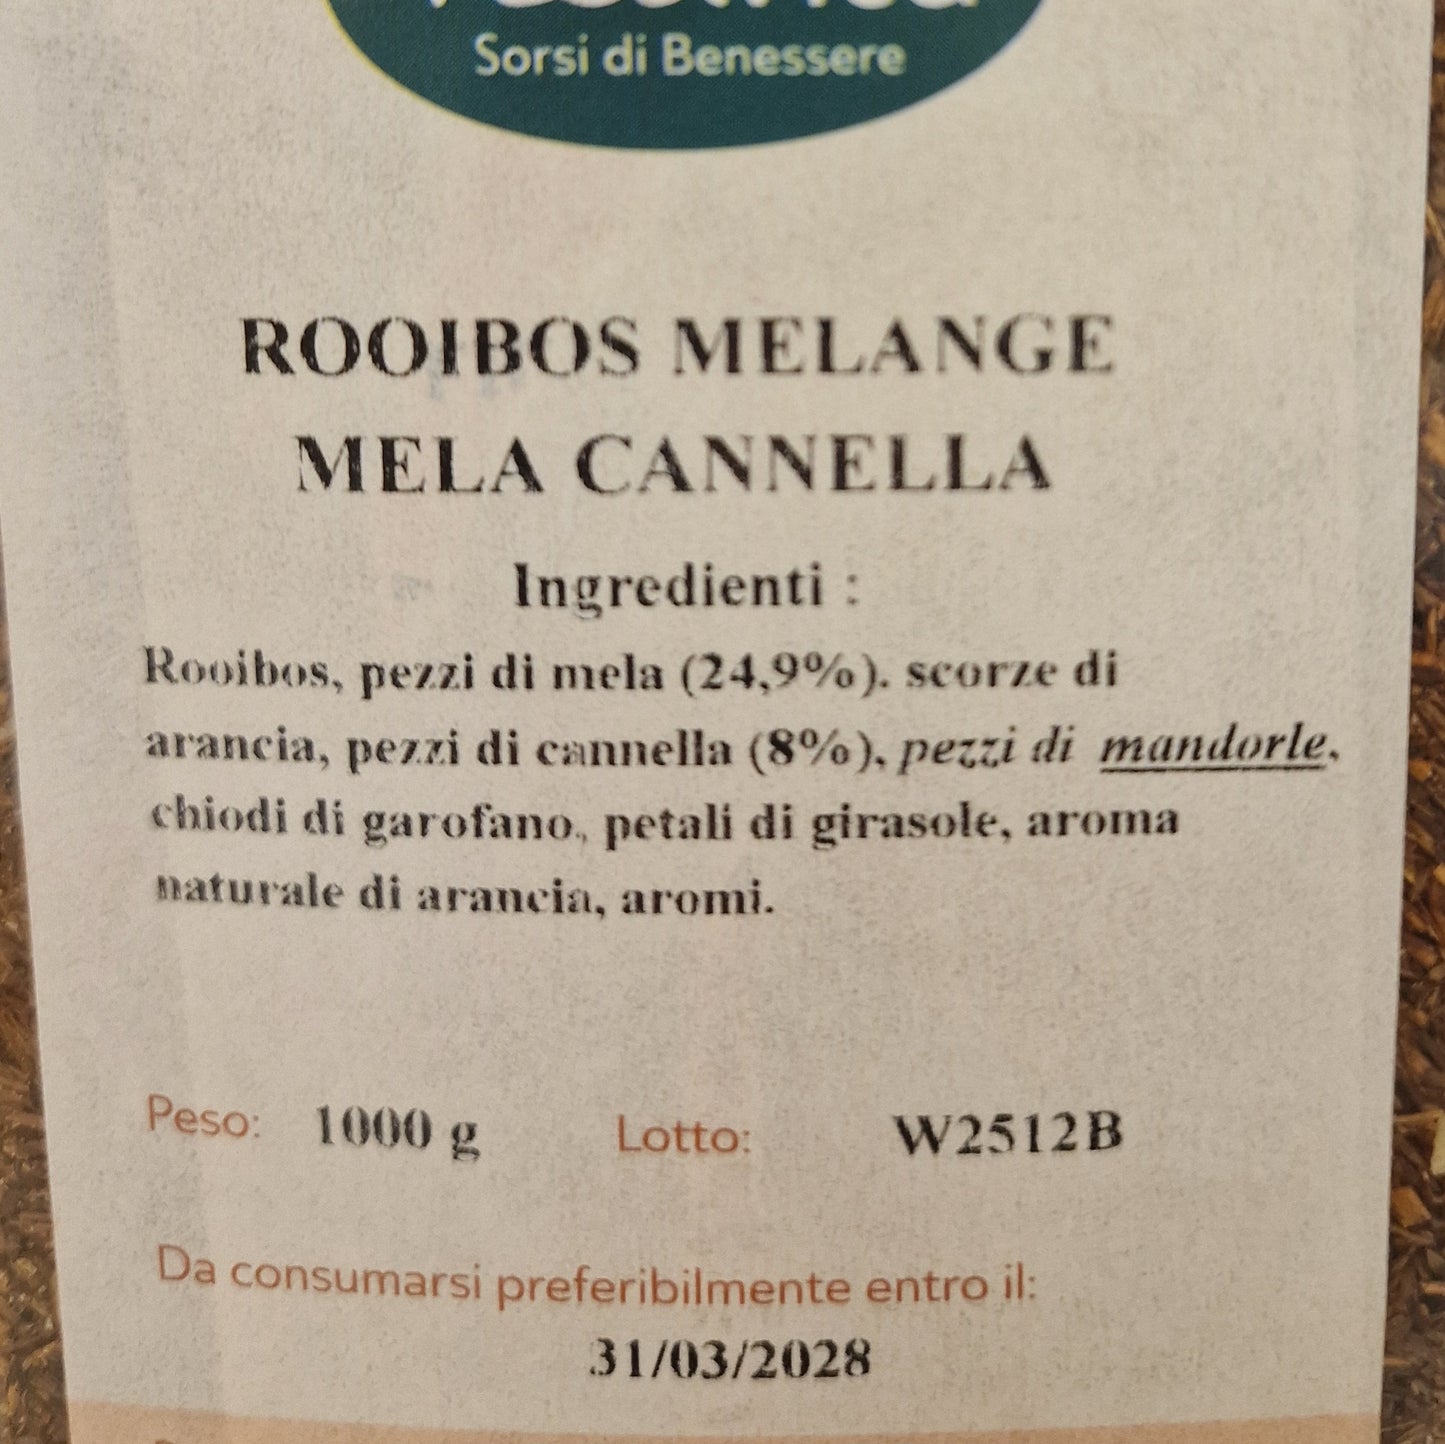 Sorsi di Benessere
ROOIBOS MELANGE
MELA CANNELLA
Ingredienti :
Rooibos, pezzi di mela (24,9%). scorze di
arancia, pezzi di cannella (8%), pezzi di mandorle,
chiodi di garofano., petali di girasole, aroma
naturale di arancia, aromi.
Peso: 1000 g Lotto: W2512B
Da consumarsi preferibilmente entro il:
31/03/2028